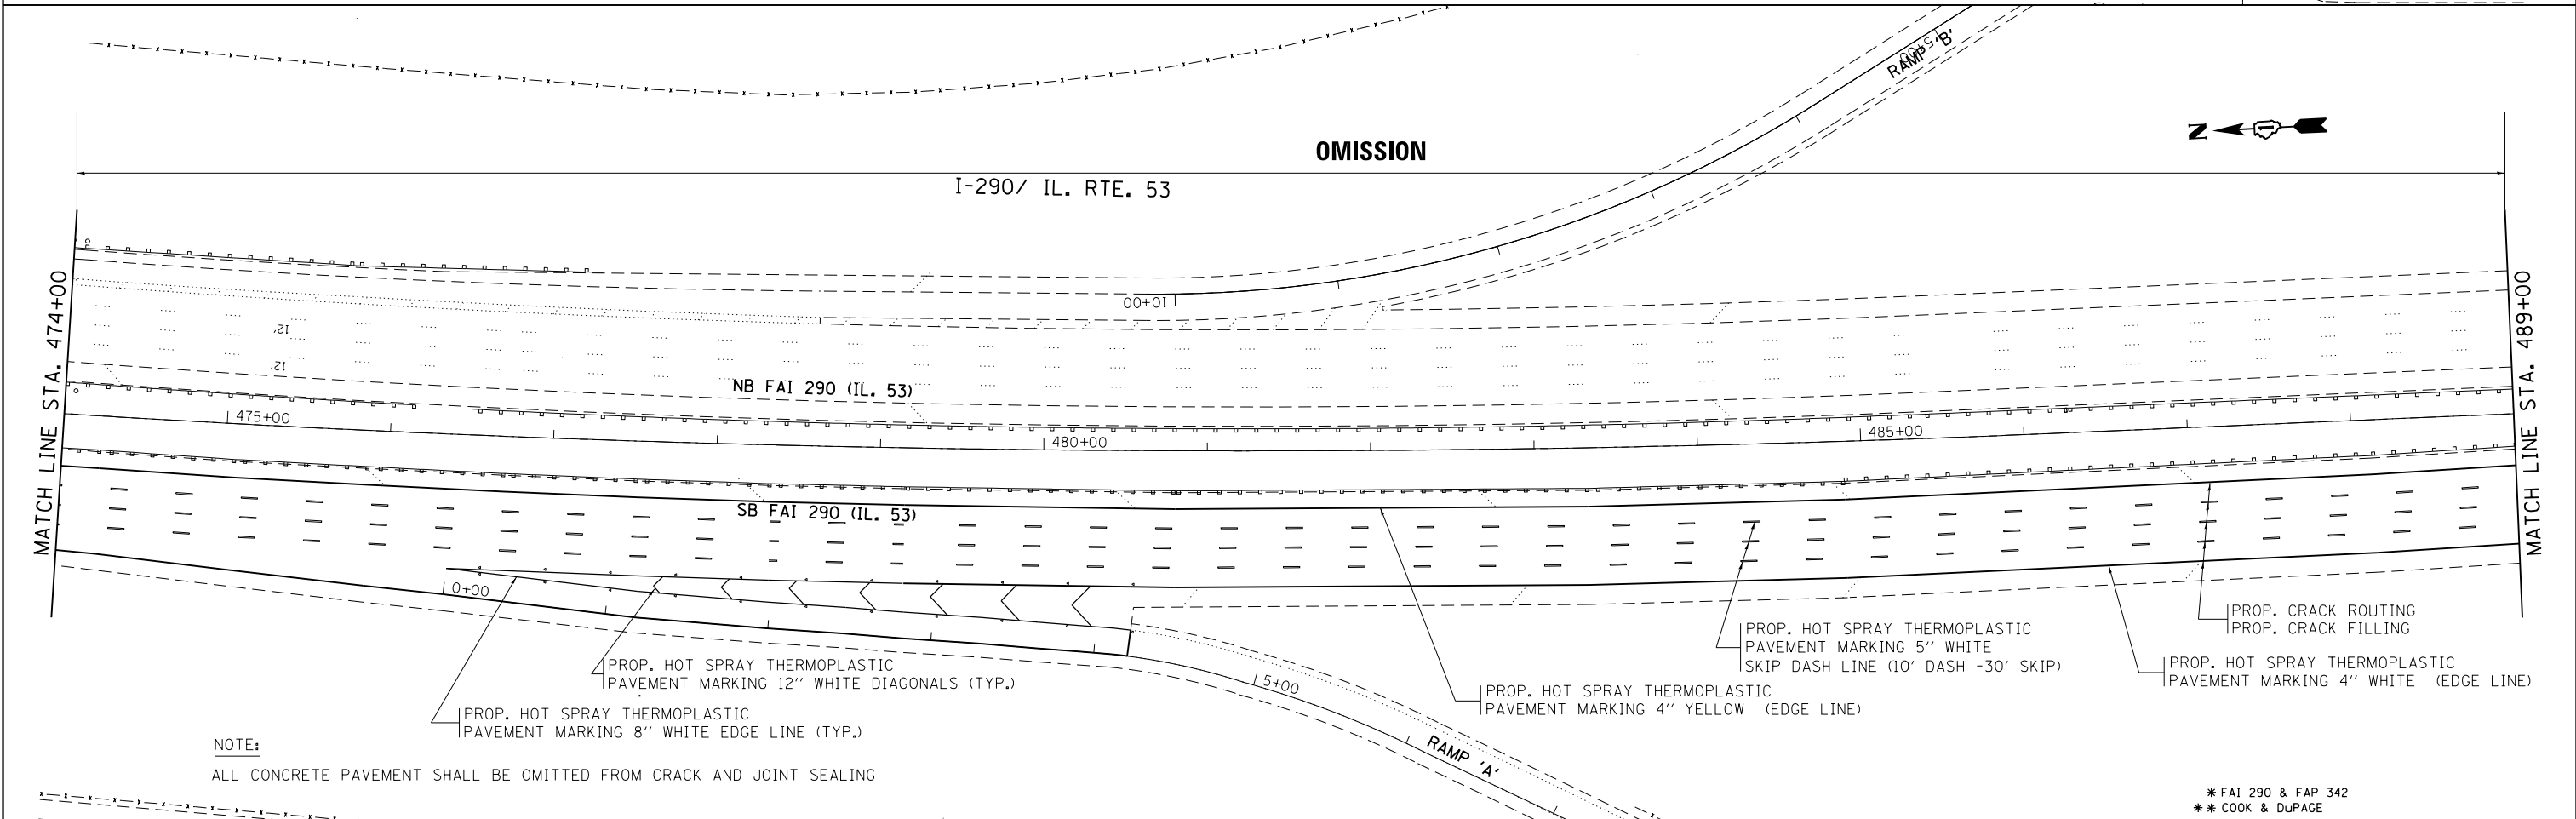 RAMP 'B'
5+00
N
OMISSION
I-290/ IL. RTE. 53
MATCH LINE STA. 474+00
MATCH LINE STA. 489+00
10+00
12'
12'
NB FAI 290 (IL. 53)
475+00
480+00
485+00
SB FAI 290 (IL. 53)
0+00
PROP. CRACK ROUTING
PROP. CRACK FILLING
PROP. HOT SPRAY THERMOPLASTIC
PAVEMENT MARKING 5" WHITE
SKIP DASH LINE (10' DASH -30' SKIP)
PROP. HOT SPRAY THERMOPLASTIC
PAVEMENT MARKING 4" WHITE (EDGE LINE)
PROP. HOT SPRAY THERMOPLASTIC
PAVEMENT MARKING 12" WHITE DIAGONALS (TYP.)
5+00
PROP. HOT SPRAY THERMOPLASTIC
PAVEMENT MARKING 4" YELLOW (EDGE LINE)
PROP. HOT SPRAY THERMOPLASTIC
PAVEMENT MARKING 8" WHITE EDGE LINE (TYP.)
RAMP 'A'
NOTE:
ALL CONCRETE PAVEMENT SHALL BE OMITTED FROM CRACK AND JOINT SEALING
* FAI 290 & FAP 342
** COOK & DuPAGE